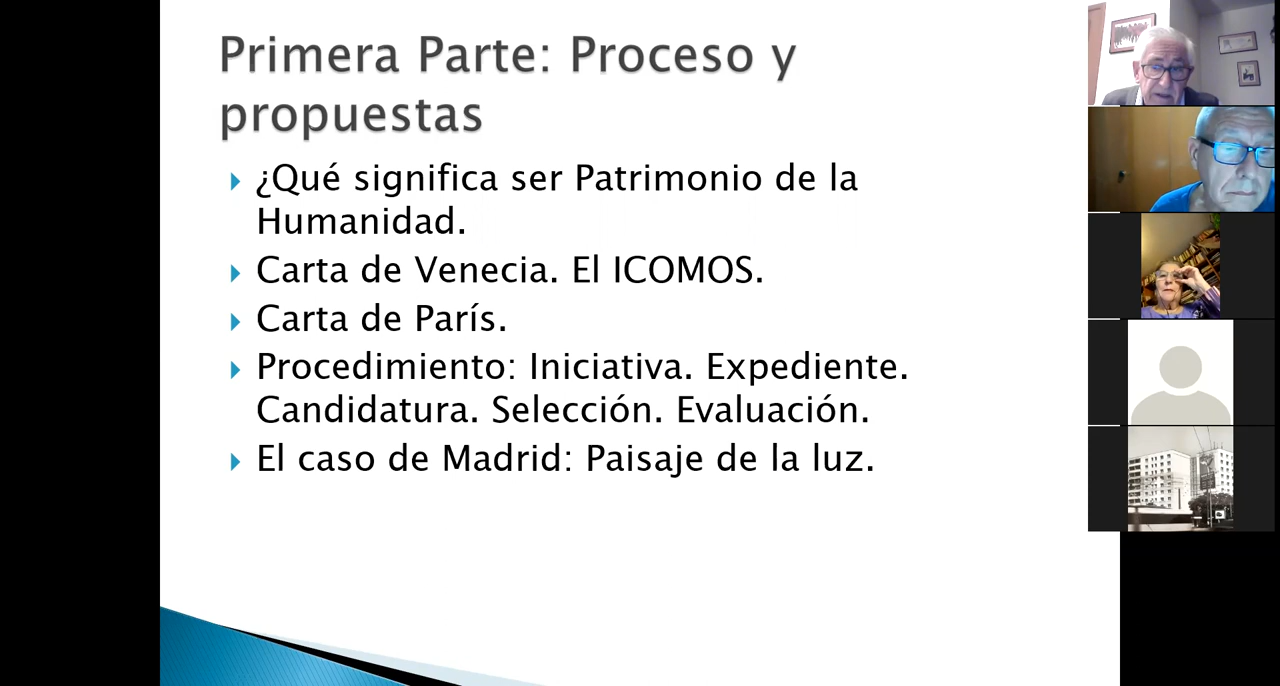 Primera Parte: Proceso y
propuestas
¿Qué significa ser Patrimonio de la
Humanidad.
Carta de Venecia. El ICOMOS.
Carta de París.
Procedimiento: Iniciativa. Expediente.
Candidatura. Selección. Evaluación.
El caso de Madrid: Paisaje de la luz.